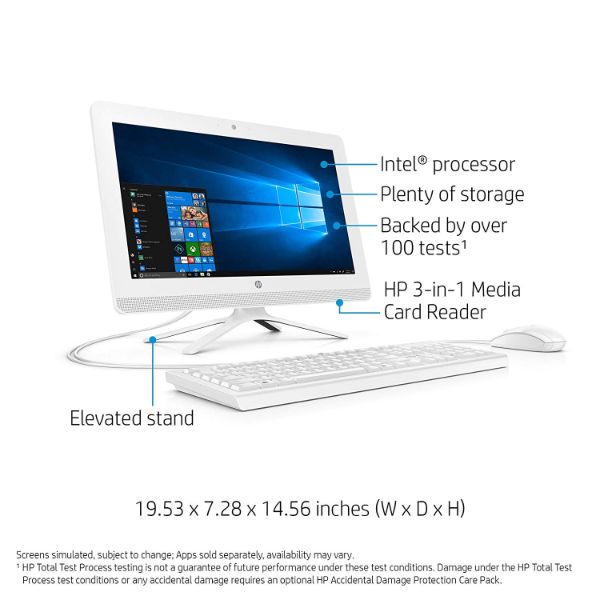 Intel® processor
Plenty of storage
Backed by over
100 tests¹
HP 3-in-1 Media
Card Reader
hp
Elevated stand
19.53 x 7.28 x 14.56 inches (W x D x H)
Screens simulated, subject to change; Apps sold separately, availability may vary.
¹ HP Total Test Process testing is not a guarantee of future performance under these test conditions. Damage under the HP Total Test
Process test conditions or any accidental damage requires an optional HP Accidental Damage Protection Care Pack.